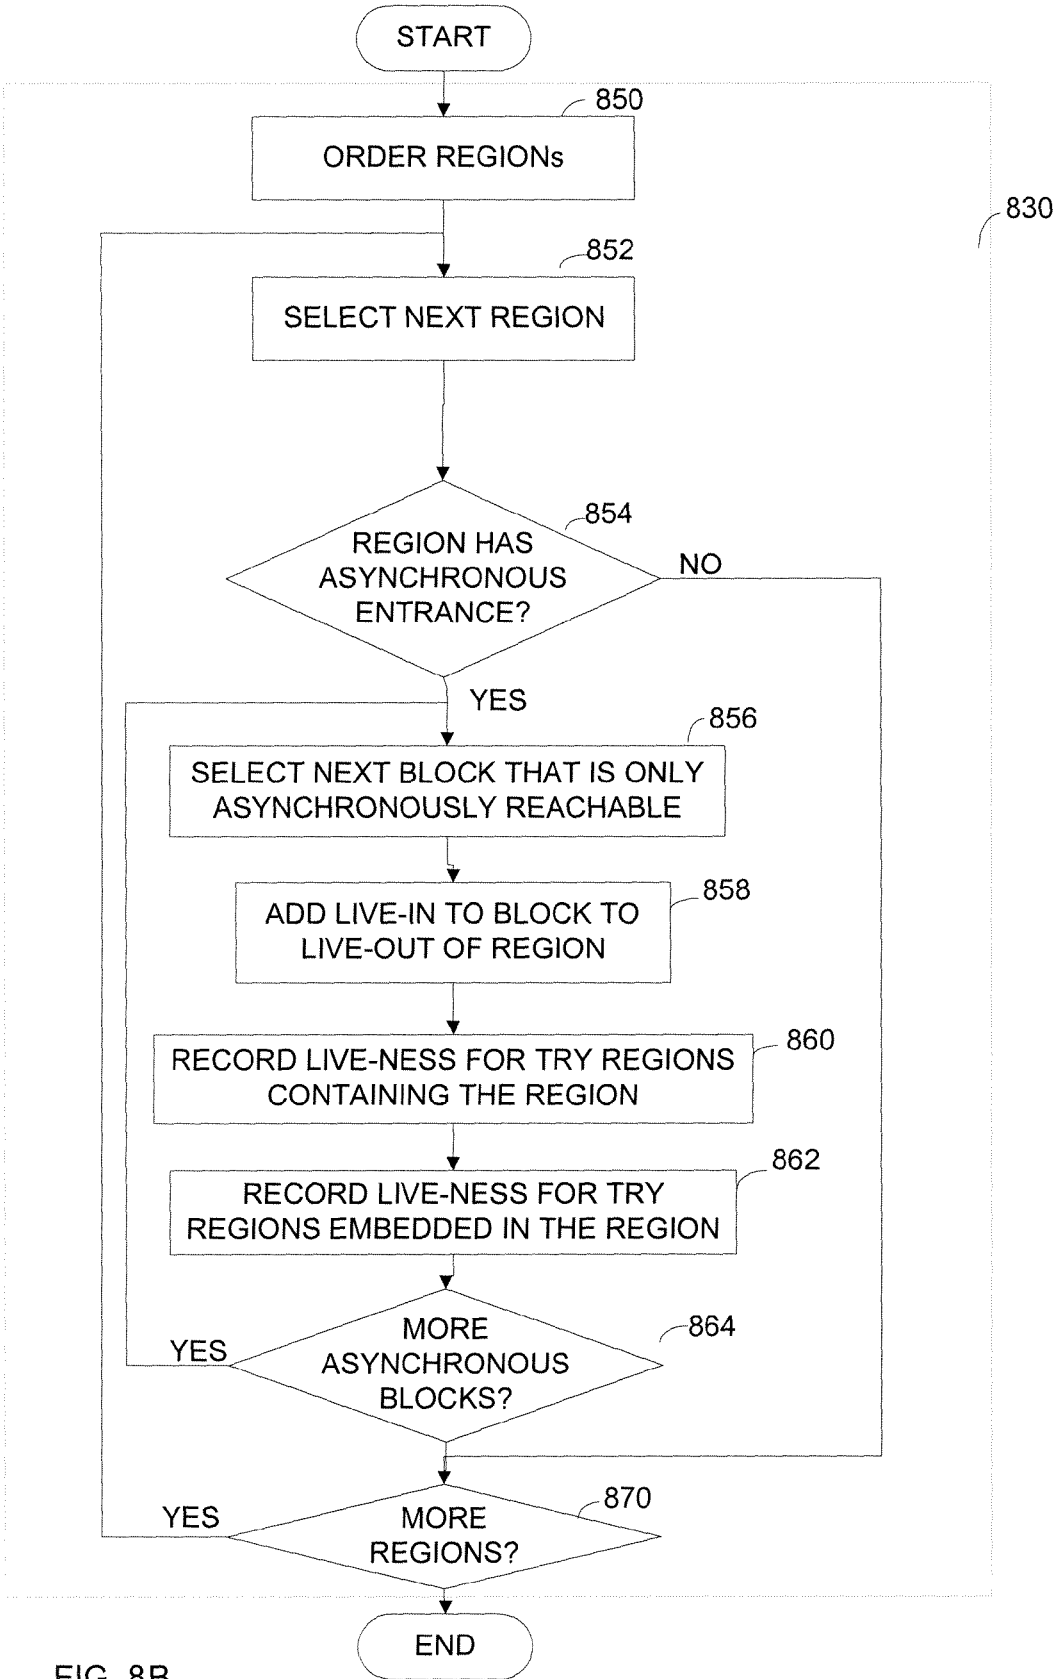 START
850
ORDER REGIONs
830
852
SELECT NEXT REGION
854
REGION HAS
ASYNCHRONOUS
ENTRANCE?
NO
YES
856
SELECT NEXT BLOCK THAT IS ONLY
ASYNCHRONOUSLY REACHABLE
858
ADD LIVE-IN TO BLOCK TO
LIVE-OUT OF REGION
860
RECORD LIVE-NESS FOR TRY REGIONS
CONTAINING THE REGION
862
RECORD LIVE-NESS FOR TRY
REGIONS EMBEDDED IN THE REGION
864
MORE
ASYNCHRONOUS
BLOCKS?
YES
870
YES
MORE
REGIONS?
END
FIG. 8B